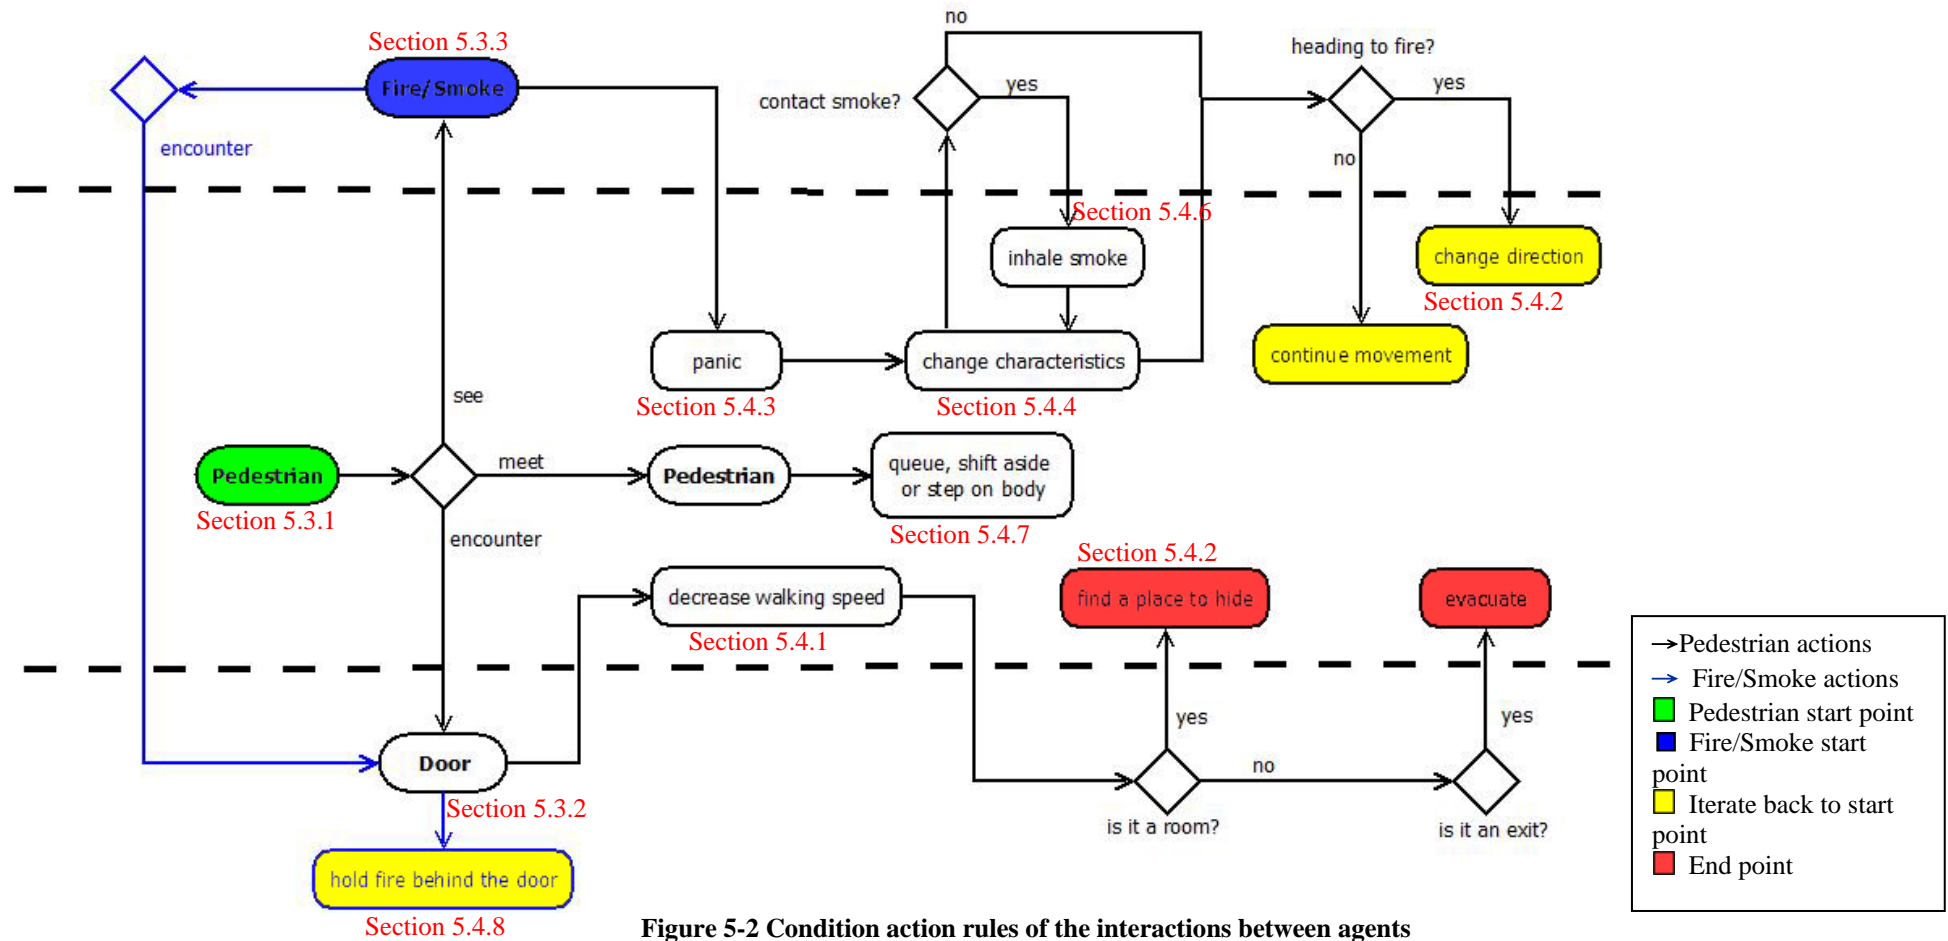 no
Section 5.3.3
heading to fire?
Fire/Smoke
yes
yes
contact smoke?
encounter
no
Section 5.4.6
inhale smoke
change direction
Section 5.4.2
panic
change characteristics
continue movement
Section 5.4.3
Section 5.4.4
see
Pedestrian
meet
Pedestrian
queue, shift aside
or step on body
Section 5.3.1
Section 5.4.7
encounter
Section 5.4.2
decrease walking speed
find a place to hide
evacuate
Section 5.4.1
yes
yes
Door
no
Section 5.3.2
is it a room?
is it an exit?
hold fire behind the door
Section 5.4.8
Pedestrian actions
Fire/Smoke actions
Pedestrian start point
Fire/Smoke start
point
Iterate back to start
point
End point
Figure 5-2 Condition action rules of the interactions between agents